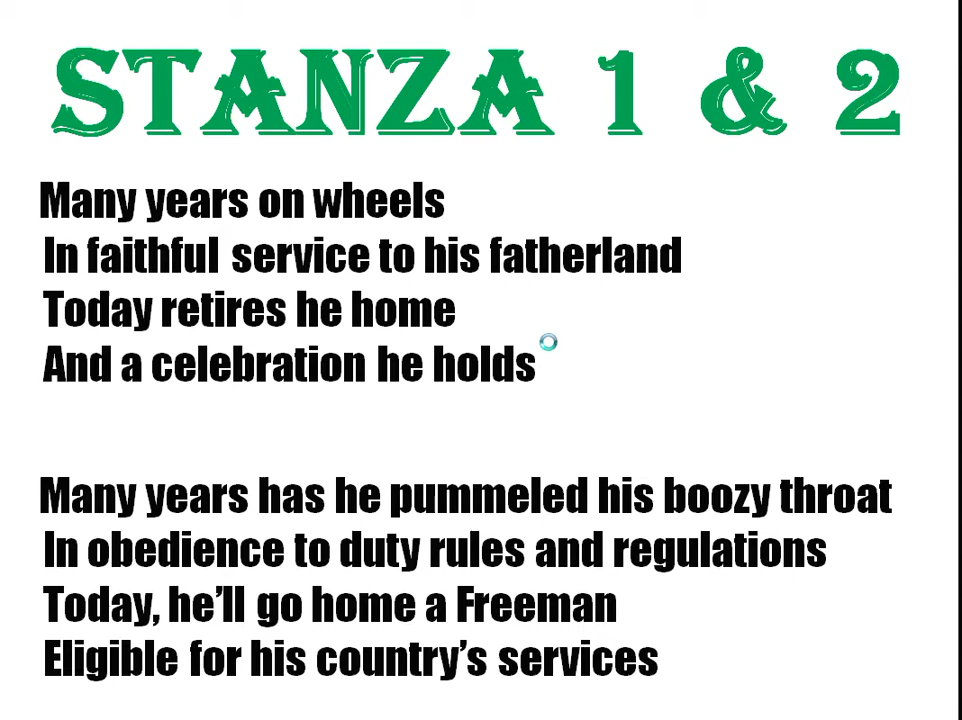 STANZA 1 & 2
Many years on wheels
In faithful service to his fatherland
Today retires he home
And a celebration he holds
Many years has he pummeled his boozy throat
In obedience to duty rules and regulations
Today, he’ll go home a Freeman
Eligible for his country’s services